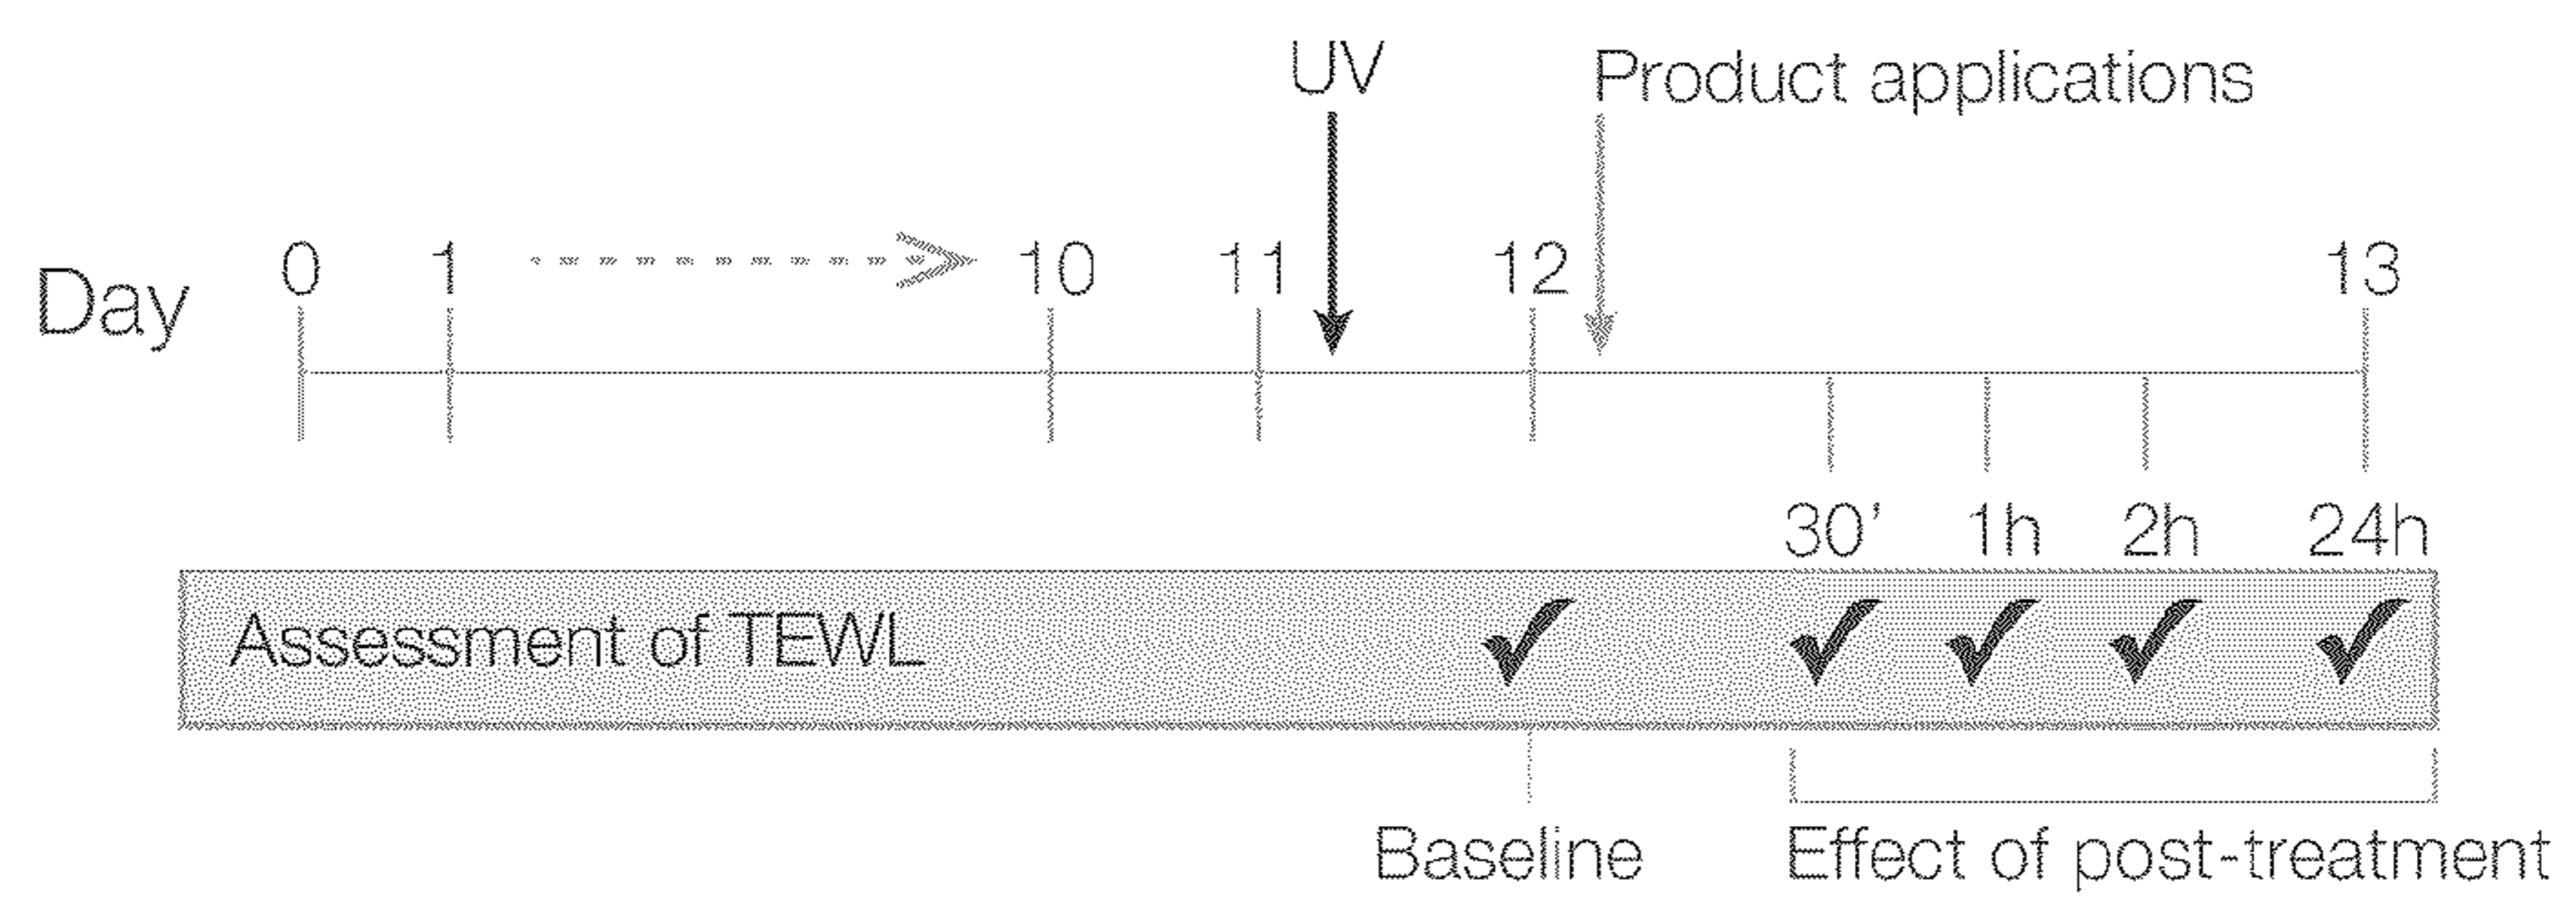 UV
Product applications
Day 0 1 10 11 12 13
30' 1h 2h 24h
Assessment of TEWL
Baseline
Effect of post-treatment